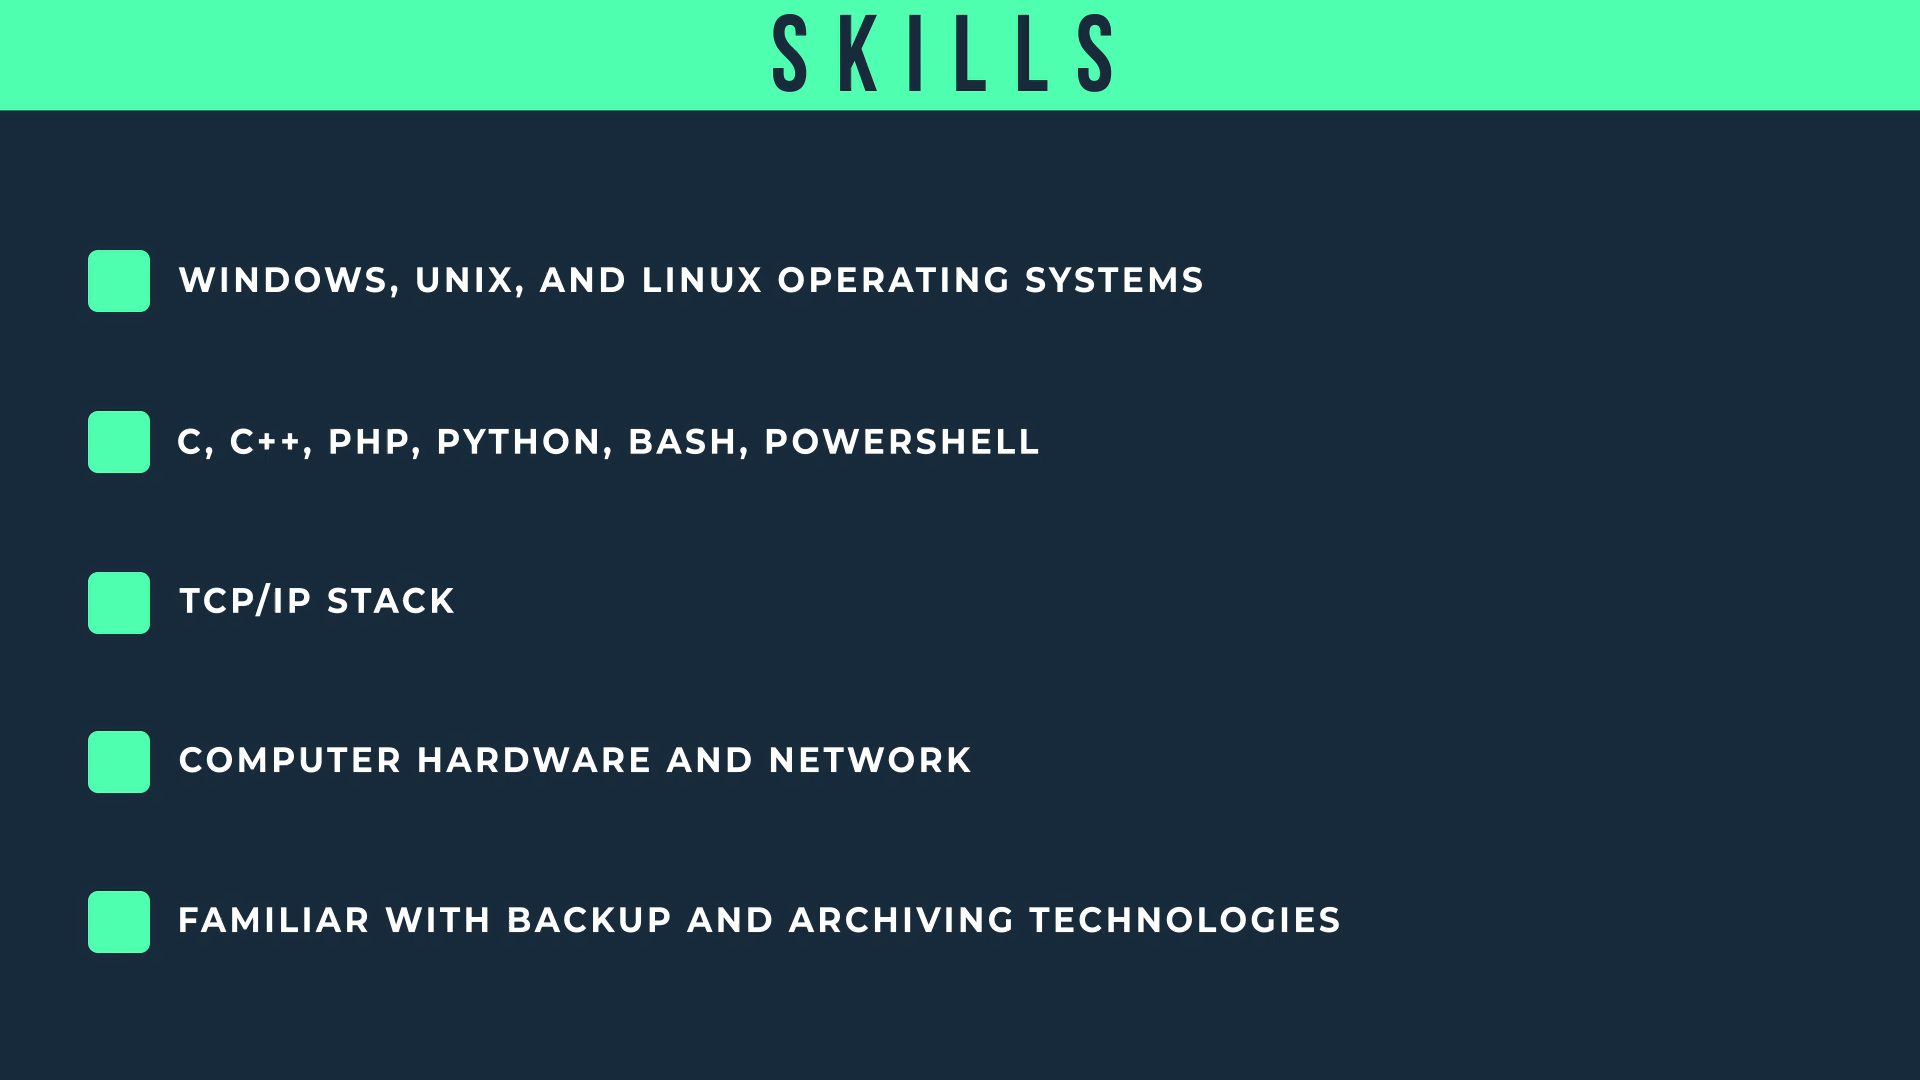 SKILLS
WINDOWS, UNIX, AND LINUX OPERATING SYSTEMS
C, C++, PHP, PYTHON, BASH, POWERSHELL
TCP/IP STACK
COMPUTER HARDWARE AND NETWORK
FAMILIAR WITH BACKUP AND ARCHIVING TECHNOLOGIES